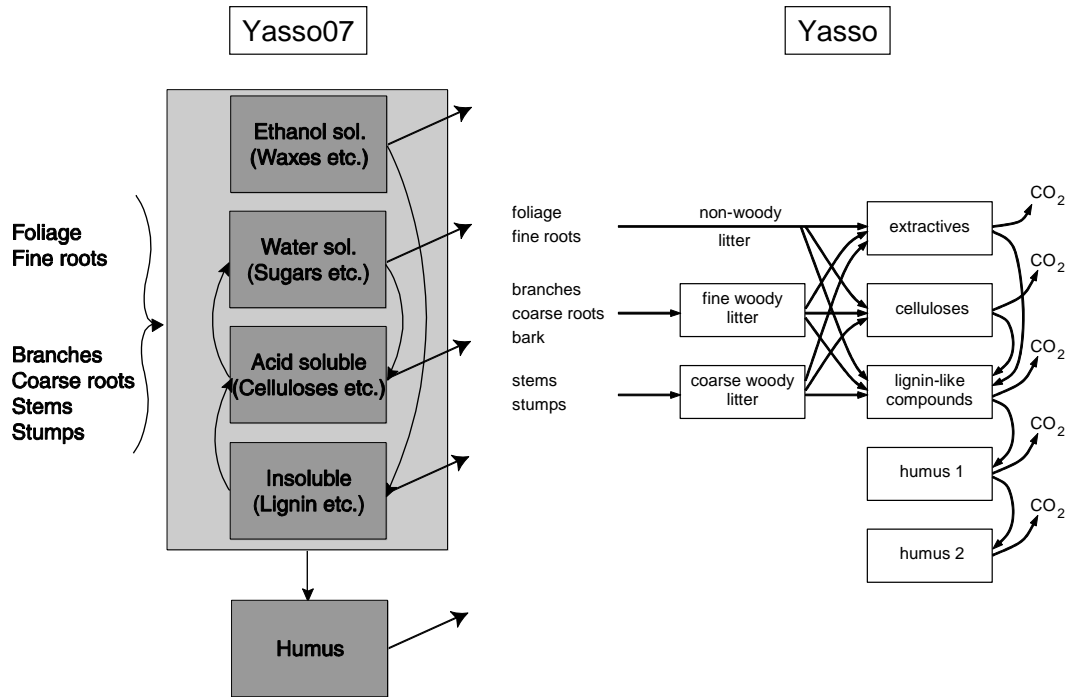 Yasso07
Ethanol sol.
(Waxes etc.)
Water sol.
(Sugars etc.)
Acid soluble
(Celluloses etc.)
Insoluble
(Lignin etc.)
Humus
Foliage
Fine roots
Branches
Coarse roots
Stems
Stumps
Yasso
foliage
fine roots
non-woody
litter
branches
coarse roots
bark
fine woody
litter
stems
stumps
coarse woody
litter
extractives
celluloses
lignin-like
compounds
humus 1
humus 2
CO2
CO2
CO2
CO2
CO2